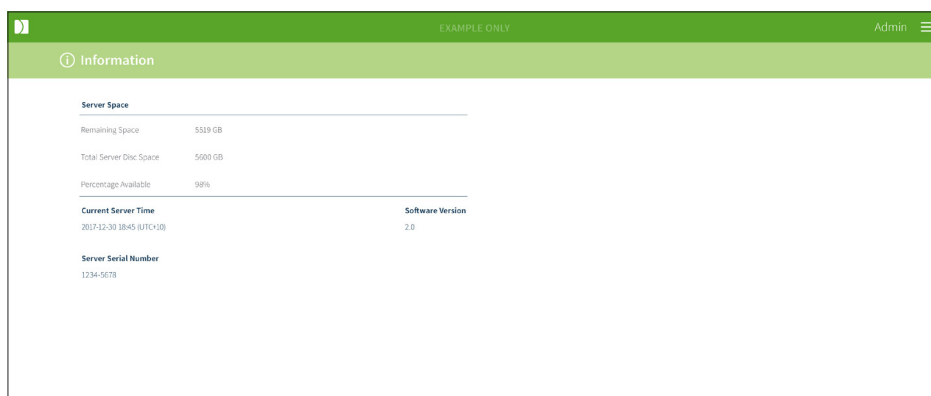 EXAMPLE ONLY
Admin
Information
Server Space
Remaining Space 5519 GB
Total Server Disc Space 5600 GB
Percentage Available 98%
Current Server Time Software Version
2017-12-30 18:45 (UTC+10) 2.0
Server Serial Number
1234-5678